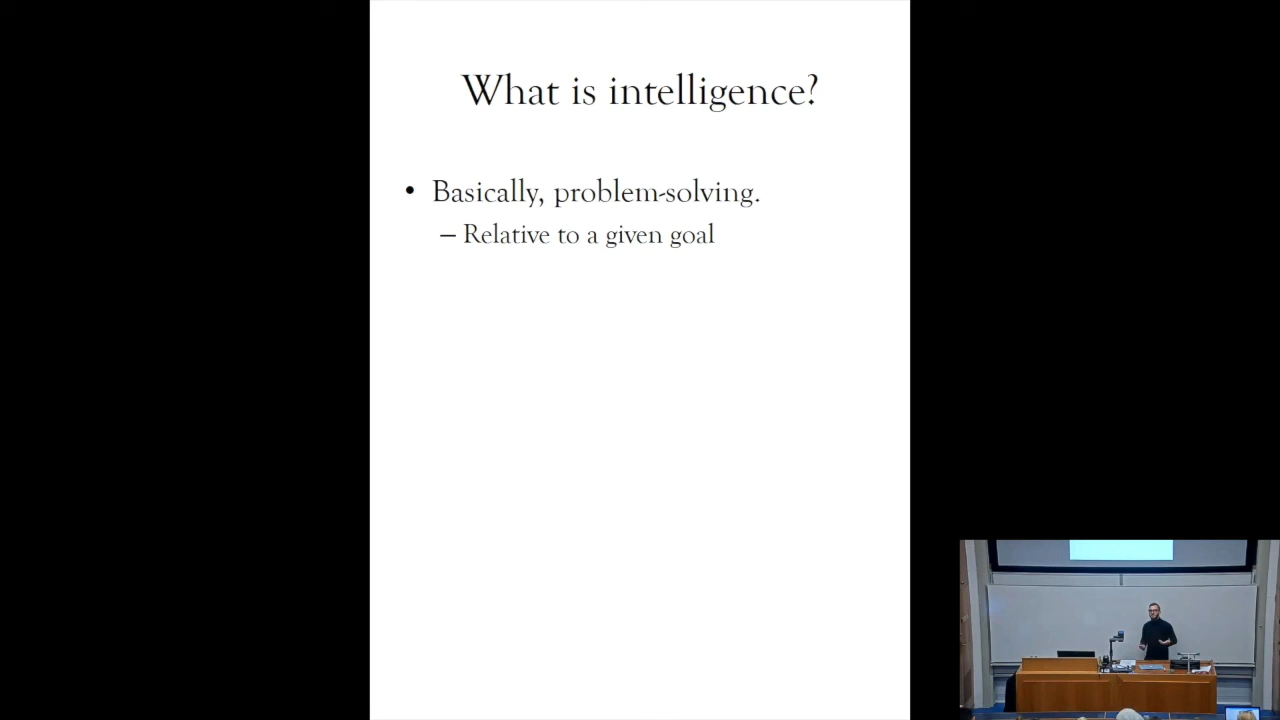 What is intelligence?
• Basically, problem-solving.
– Relative to a given goal